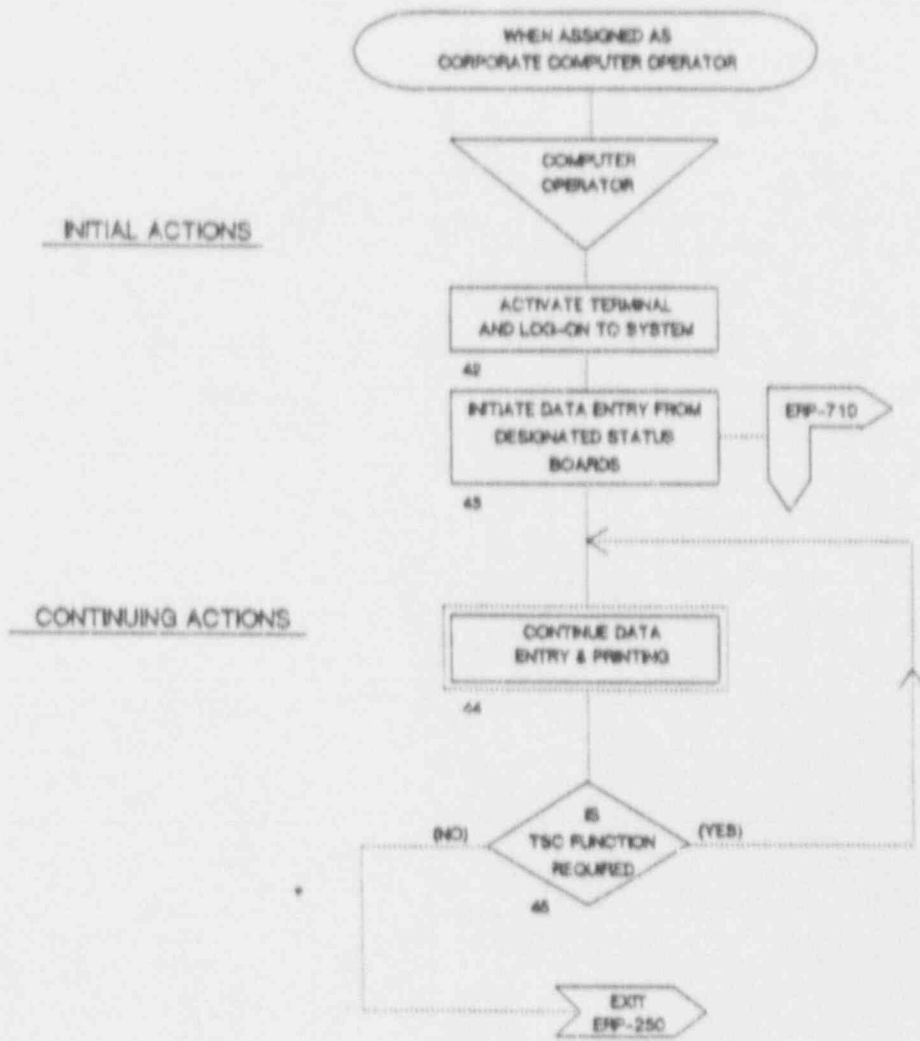 WHEN ASSIGNED AS
CORPORATE COMPUTER OPERATOR
COMPUTER
OPERATOR
INITIAL ACTIONS
ACTIVATE TERMINAL
AND LOG-ON TO SYSTEM
42
INITIATE DATA ENTRY FROM
DESIGNATED STATUS
BOARDS
ERP-710
43
CONTINUING ACTIONS
CONTINUE DATA
ENTRY & PRINTING
44
IS
TSC FUNCTION
REQUIRED
(NO)
(YES)
45
EXIT
ERP-250